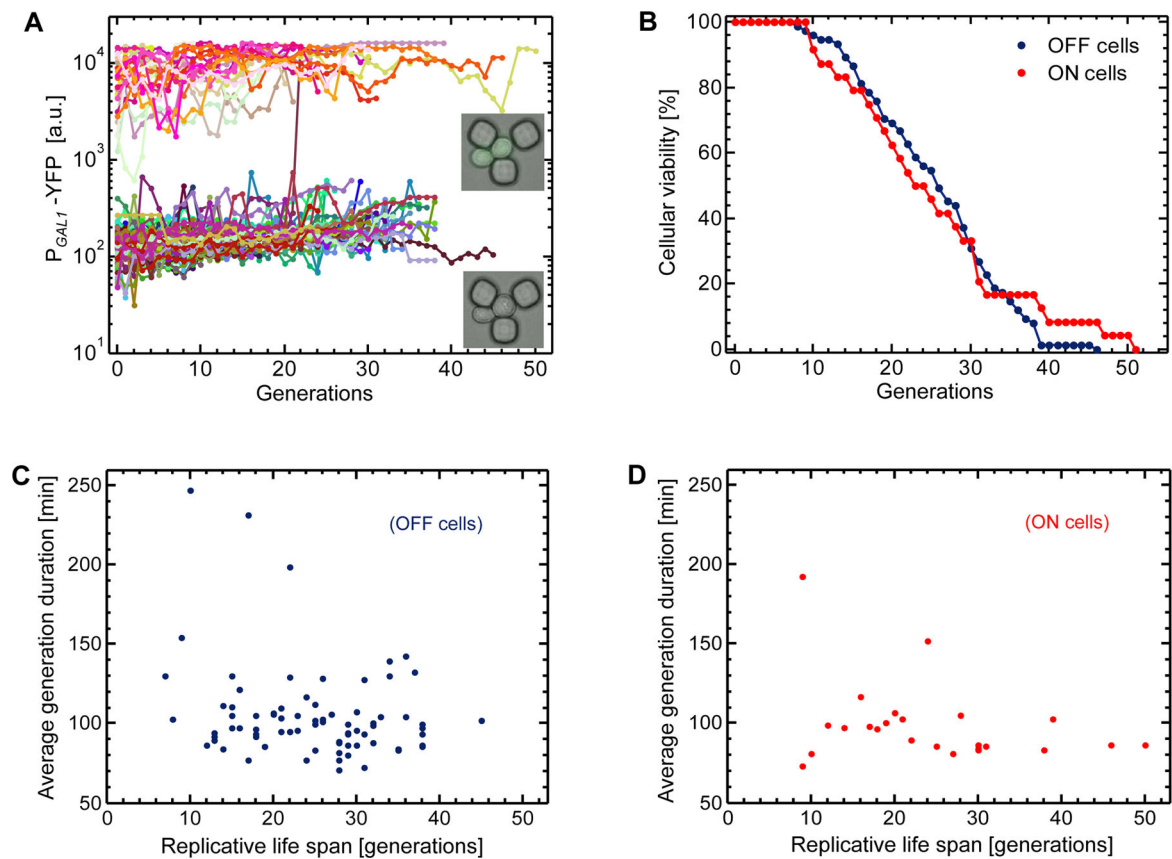 A
P_GAL1-YFP [a.u.]
10^4
10^3
10^2
10^1
0 10 20 30 40 50
Generations
B
Cellular viability [%]
100
80
60
40
20
0
OFF cells
ON cells
0 10 20 30 40 50
Generations
C
Average generation duration [min]
250
200
150
100
50
(OFF cells)
0 10 20 30 40 50
Replicative life span [generations]
D
Average generation duration [min]
250
200
150
100
50
(ON cells)
0 10 20 30 40 50
Replicative life span [generations]